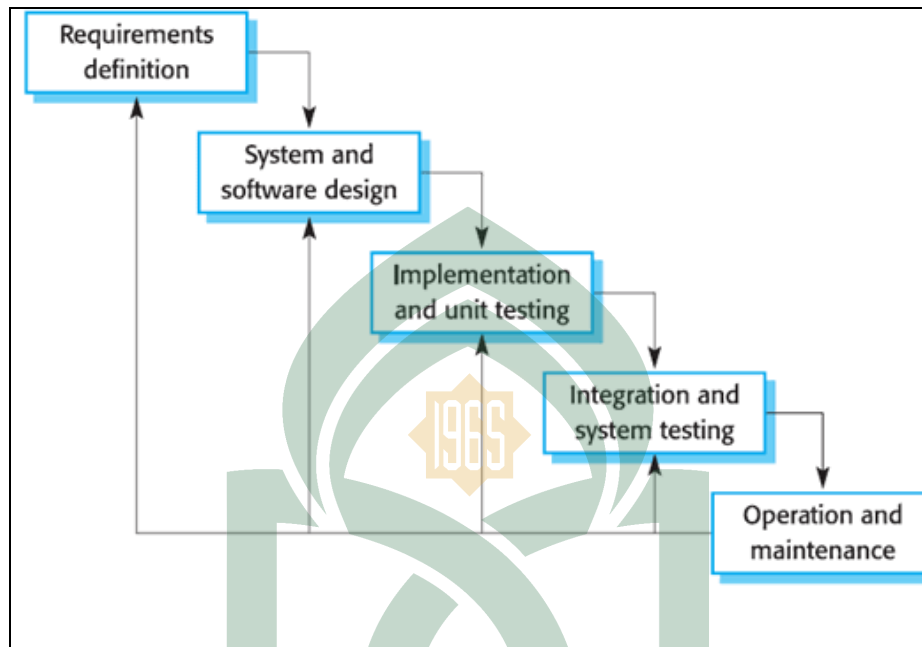 Requirements
definition
System and
software design
Implementation
and unit testing
1965
Integration and
system testing
Operation and
maintenance